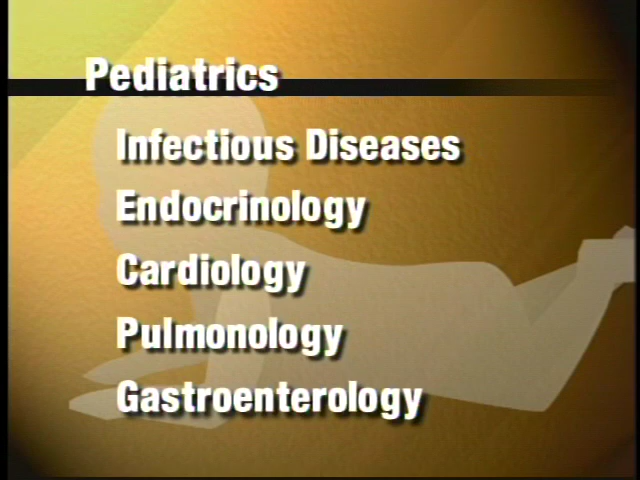 Pediatrics
Infectious Diseases
Endocrinology
Cardiology
Pulmonology
Gastroenterology